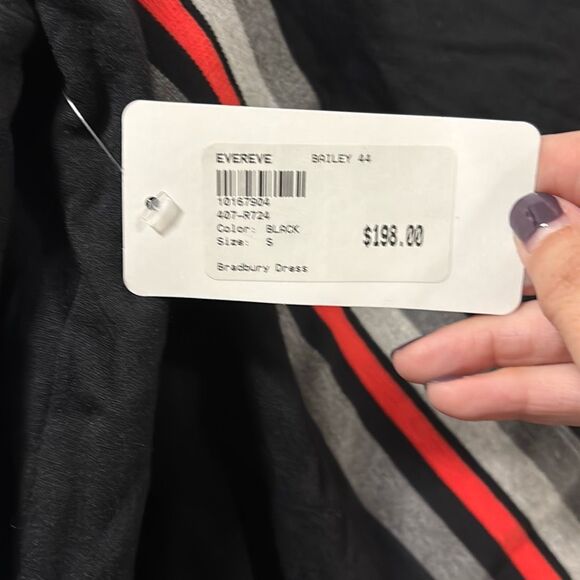 EVEREVE BAILEY 44
10167904
407-R724
Color: BLACK
Size: S
$198.00
Bradbury Dress